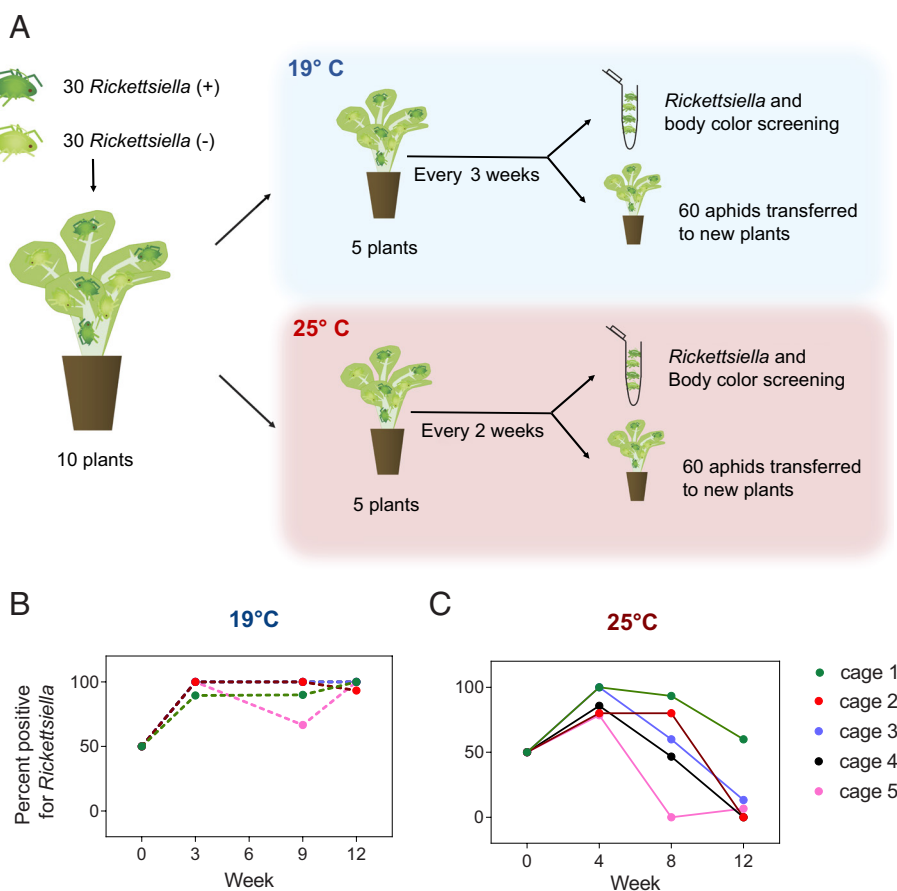 A
30 Rickettsiella (+)
30 Rickettsiella (-)
10 plants
19° C
5 plants
Every 3 weeks
Rickettsiella and
body color screening
60 aphids transferred
to new plants
25° C
5 plants
Every 2 weeks
Rickettsiella and
Body color screening
60 aphids transferred
to new plants
B
19°C
Percent positive
for Rickettsiella
100
50
0
0 3 6 9 12
Week
C
25°C
100
50
0
0 4 8 12
Week
cage 1
cage 2
cage 3
cage 4
cage 5